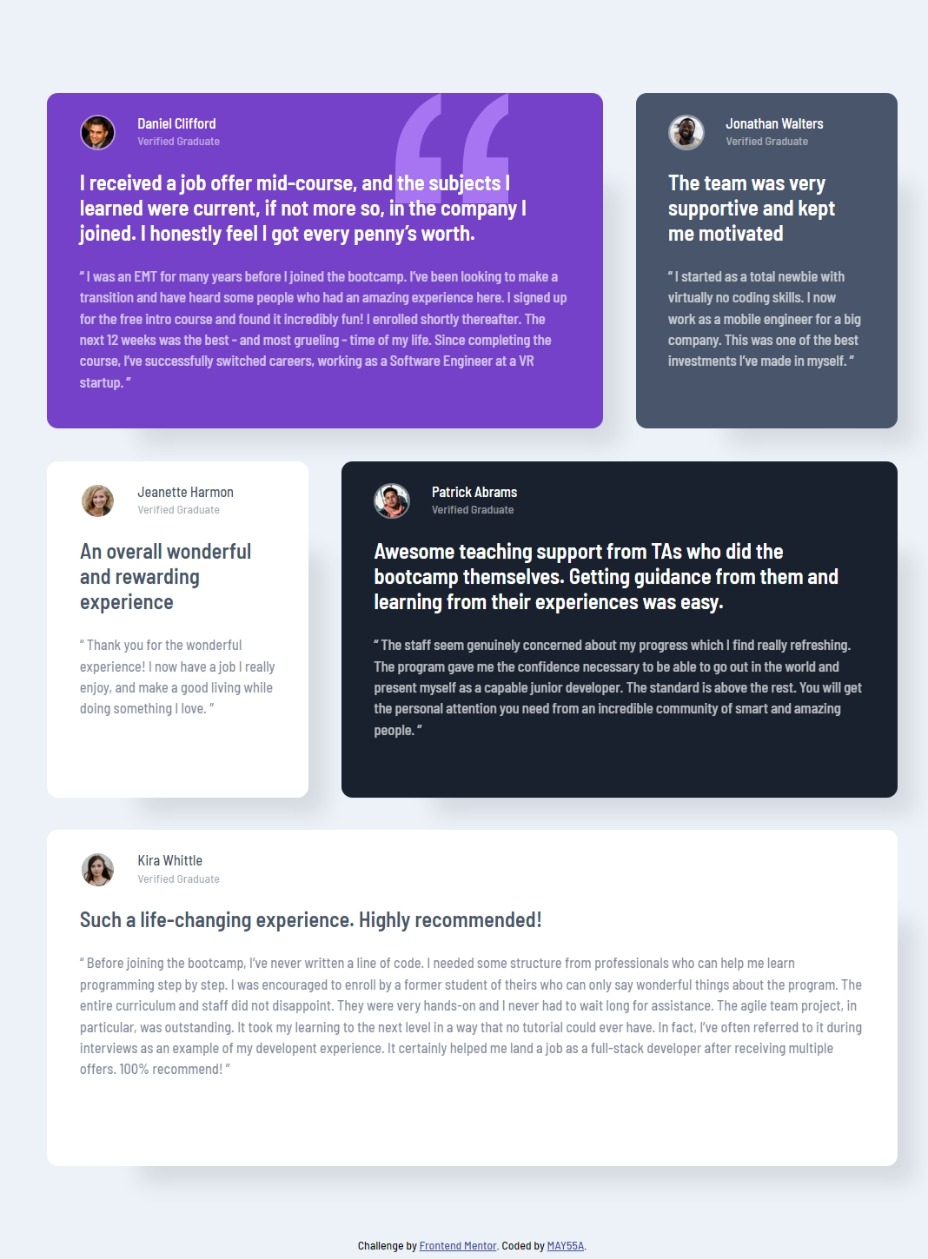 Daniel Clifford
Verified Graduate
I received a job offer mid-course, and the subjects I
learned were current, if not more so, in the company I
joined. I honestly feel I got every penny’s worth.
“ I was an EMT for many years before I joined the bootcamp. I’ve been looking to make a
transition and have heard some people who had an amazing experience here. I signed up
for the free intro course and found it incredibly fun! I enrolled shortly thereafter. The
next 12 weeks was the best - and most grueling - time of my life. Since completing the
course, I’ve successfully switched careers, working as a Software Engineer at a VR
startup. ”
Jonathan Walters
Verified Graduate
The team was very
supportive and kept
me motivated
“ I started as a total newbie with
virtually no coding skills. I now
work as a mobile engineer for a big
company. This was one of the best
investments I’ve made in myself. ”
Jeanette Harmon
Verified Graduate
An overall wonderful
and rewarding
experience
“ Thank you for the wonderful
experience! I now have a job I really
enjoy, and make a good living while
doing something I love. ”
Patrick Abrams
Verified Graduate
Awesome teaching support from TAs who did the
bootcamp themselves. Getting guidance from them and
learning from their experiences was easy.
“ The staff seem genuinely concerned about my progress which I find really refreshing.
The program gave me the confidence necessary to be able to go out in the world and
present myself as a capable junior developer. The standard is above the rest. You will get
the personal attention you need from an incredible community of smart and amazing
people. ”
Kira Whittle
Verified Graduate
Such a life-changing experience. Highly recommended!
“ Before joining the bootcamp, I’ve never written a line of code. I needed some structure from professionals who can help me learn
programming step by step. I was encouraged to enroll by a former student of theirs who can only say wonderful things about the program. The
entire curriculum and staff did not disappoint. They were very hands-on and I never had to wait long for assistance. The agile team project, in
particular, was outstanding. It took my learning to the next level in a way that no tutorial could ever have. In fact, I’ve often referred to it during
interviews as an example of my developent experience. It certainly helped me land a job as a full-stack developer after receiving multiple
offers. 100% recommend! ”
Challenge by Frontend Mentor. Coded by MAY55A.